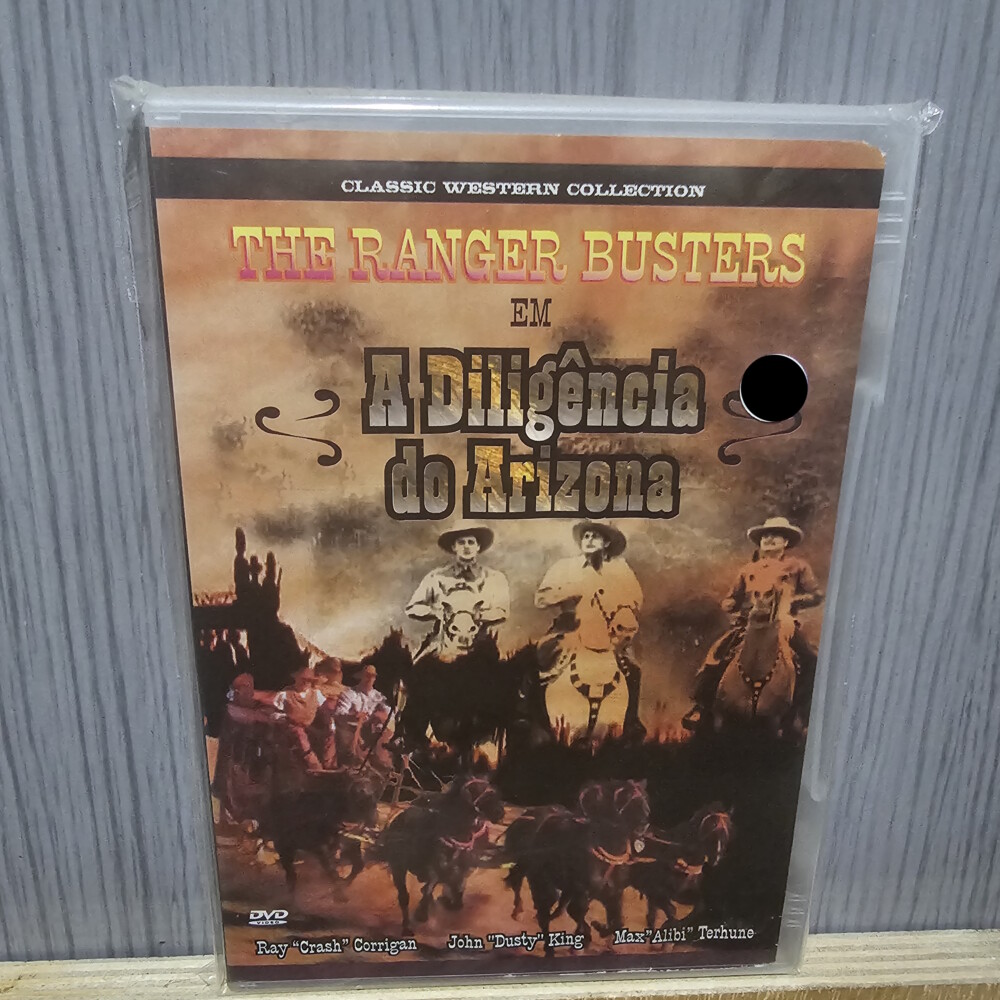 CLASSIC WESTERN COLLECTION
THE RANGER BUSTERS
EM
A Diligência
do Arizona
DVD
VIDEO
Ray "Crash" Corrigan John "Dusty" King Max"Alibi" Terhune